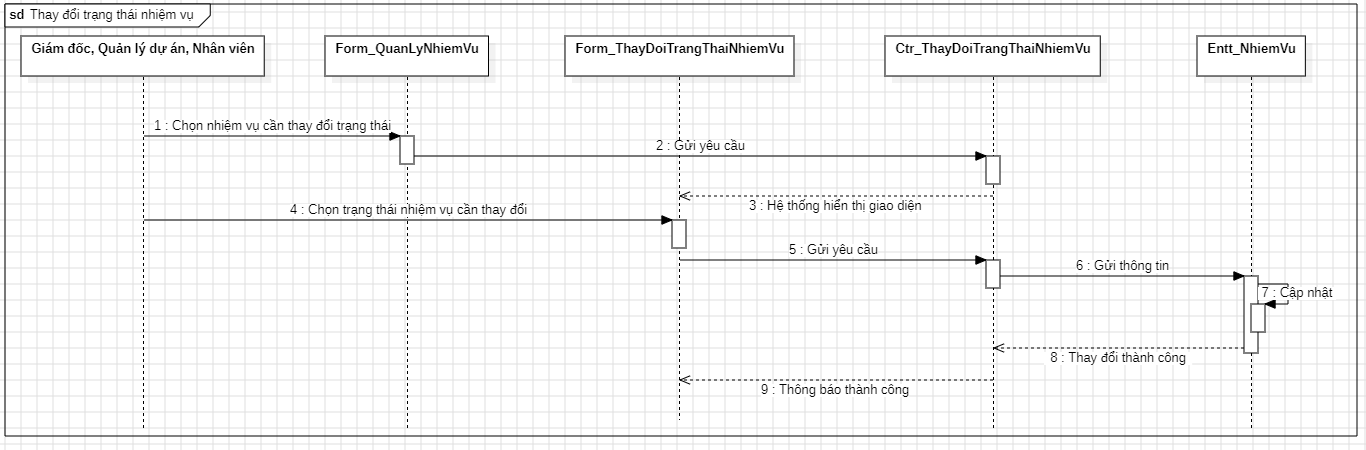 sd Thay đổi trạng thái nhiệm vụ
Giám đốc, Quản lý dự án, Nhân viên
Form_QuanLyNhiemVu
Form_ThayDoiTrangThaiNhiemVu
Ctr_ThayDoiTrangThaiNhiemVu
Entt_NhiemVu
1 : Chọn nhiệm vụ cần thay đổi trạng thái
2 : Gửi yêu cầu
3 : Hệ thống hiển thị giao diện
4 : Chọn trạng thái nhiệm vụ cần thay đổi
5 : Gửi yêu cầu
6 : Gửi thông tin
7 : Cập nhật
8 : Thay đổi thành công
9 : Thông báo thành công